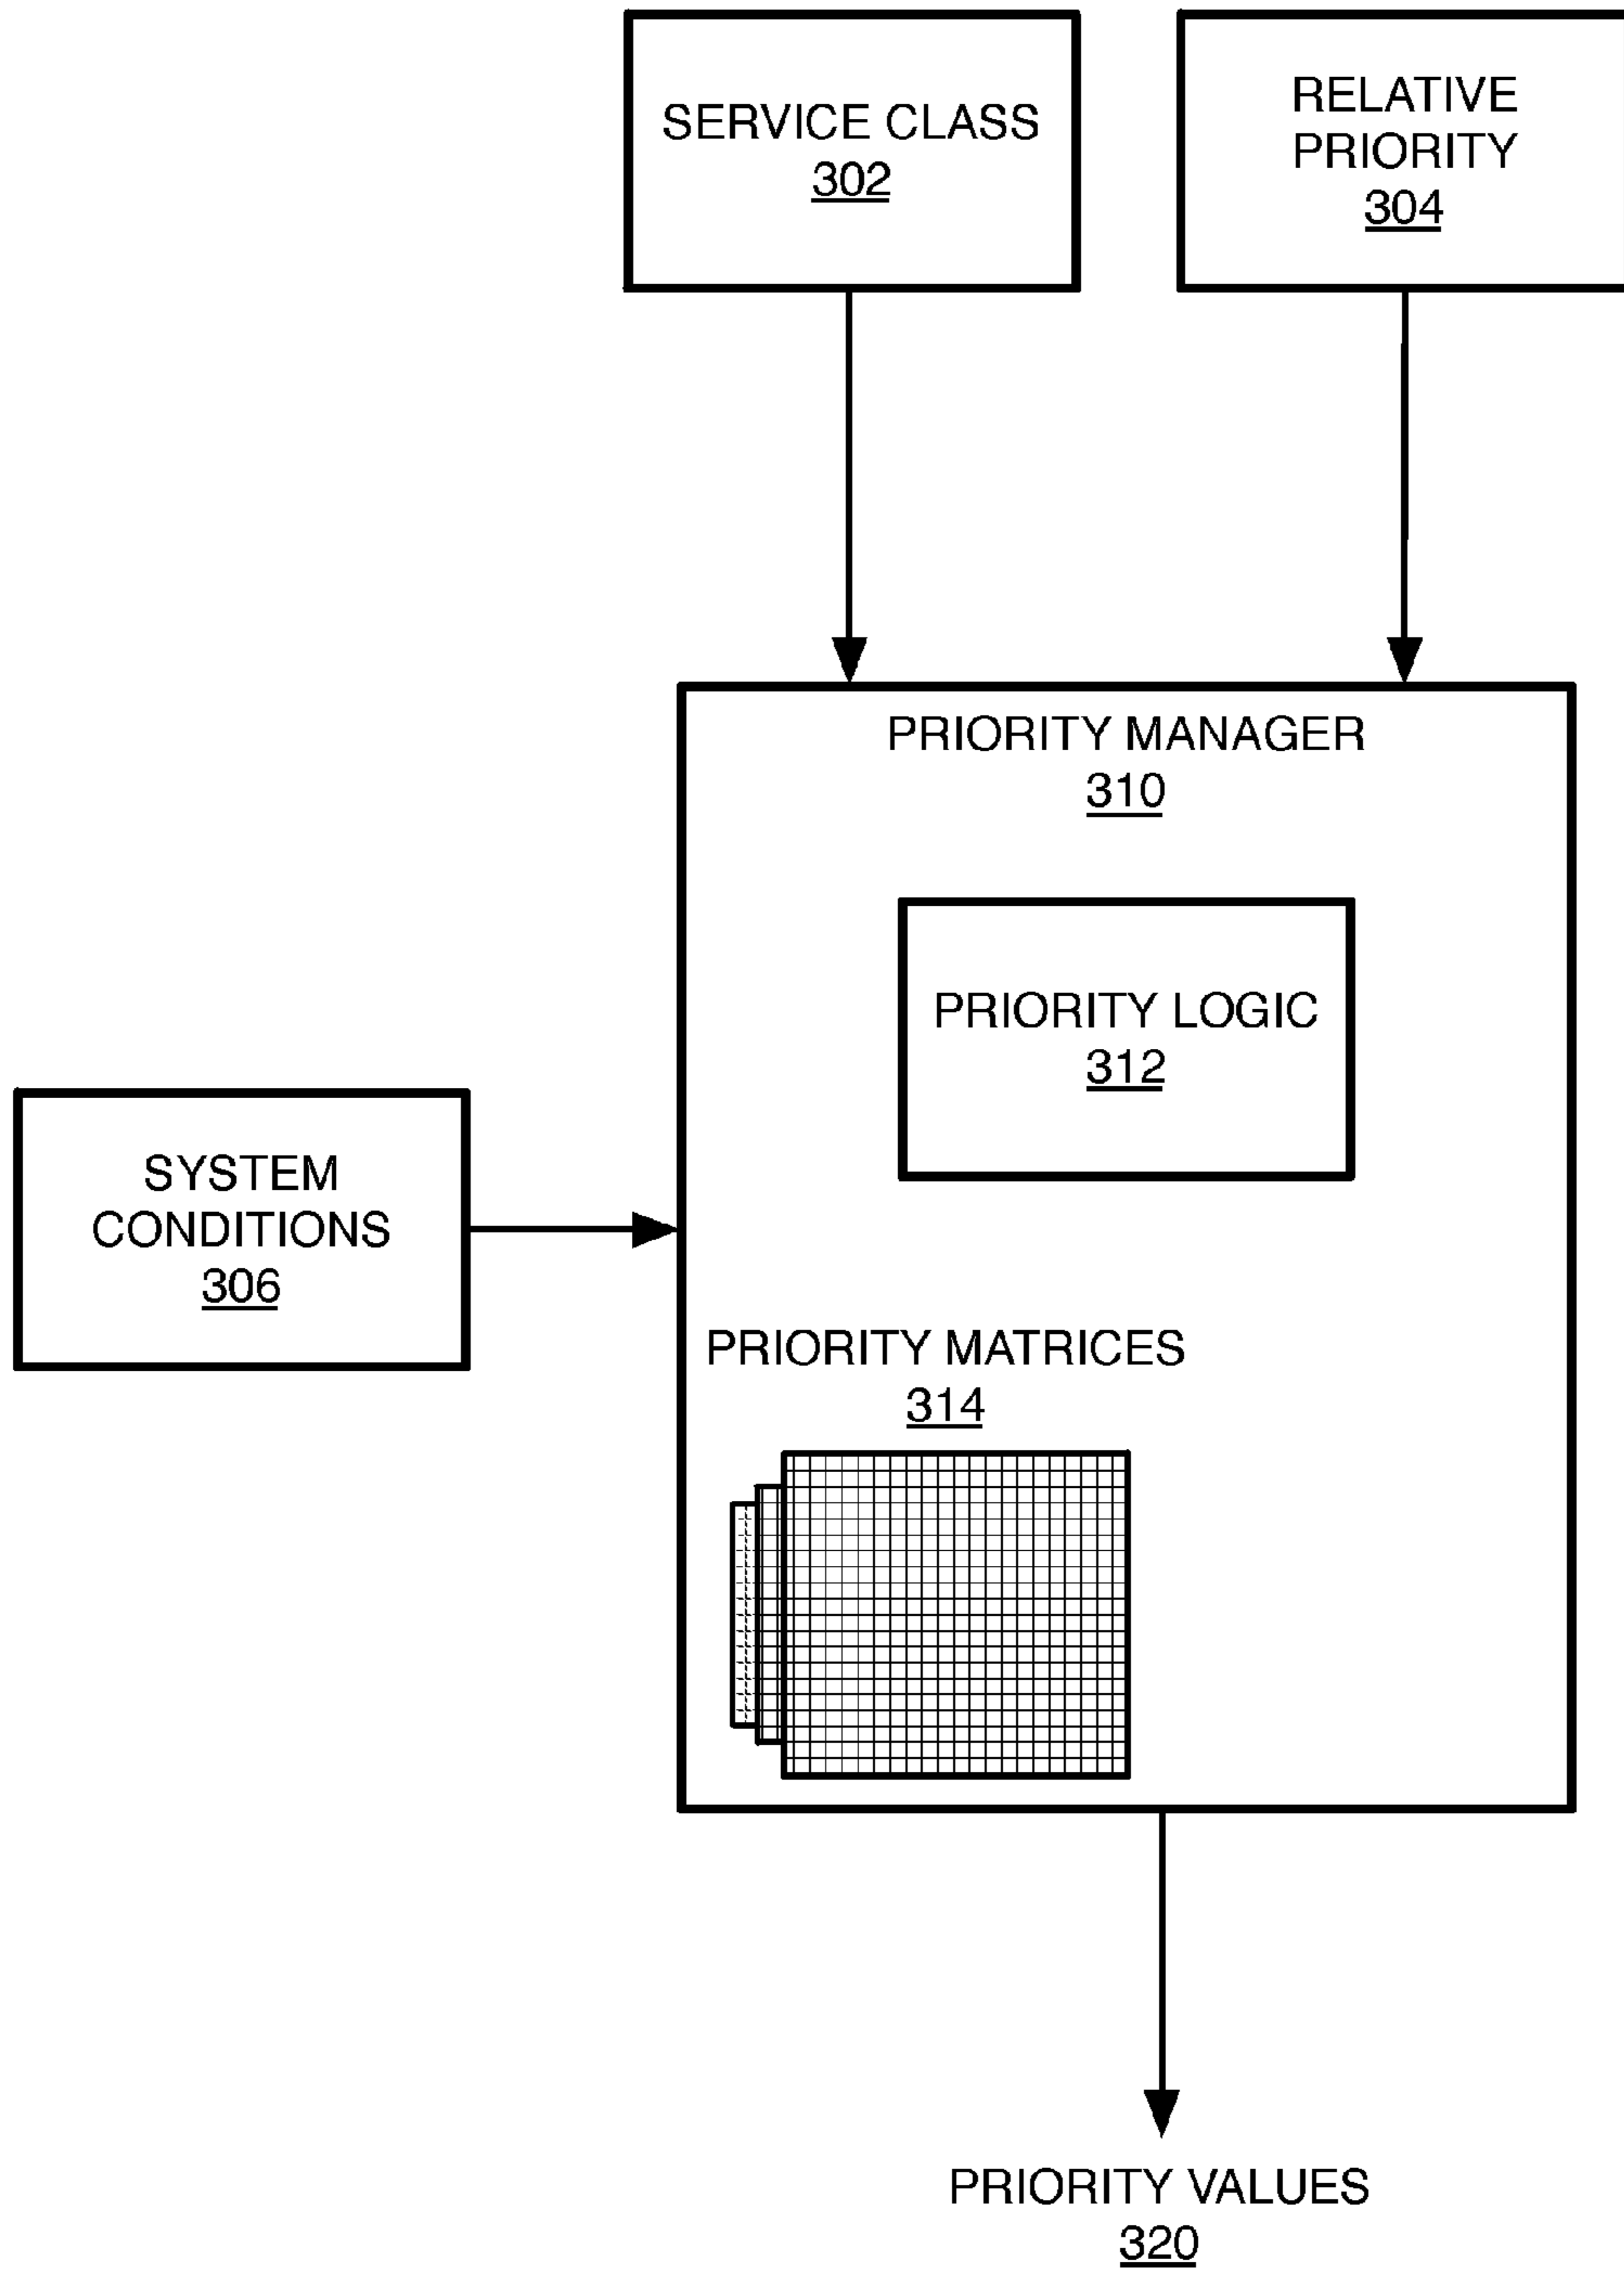 SERVICE CLASS
302
RELATIVE
PRIORITY
304
PRIORITY MANAGER
310
PRIORITY LOGIC
312
SYSTEM
CONDITIONS
306
PRIORITY MATRICES
314
PRIORITY VALUES
320